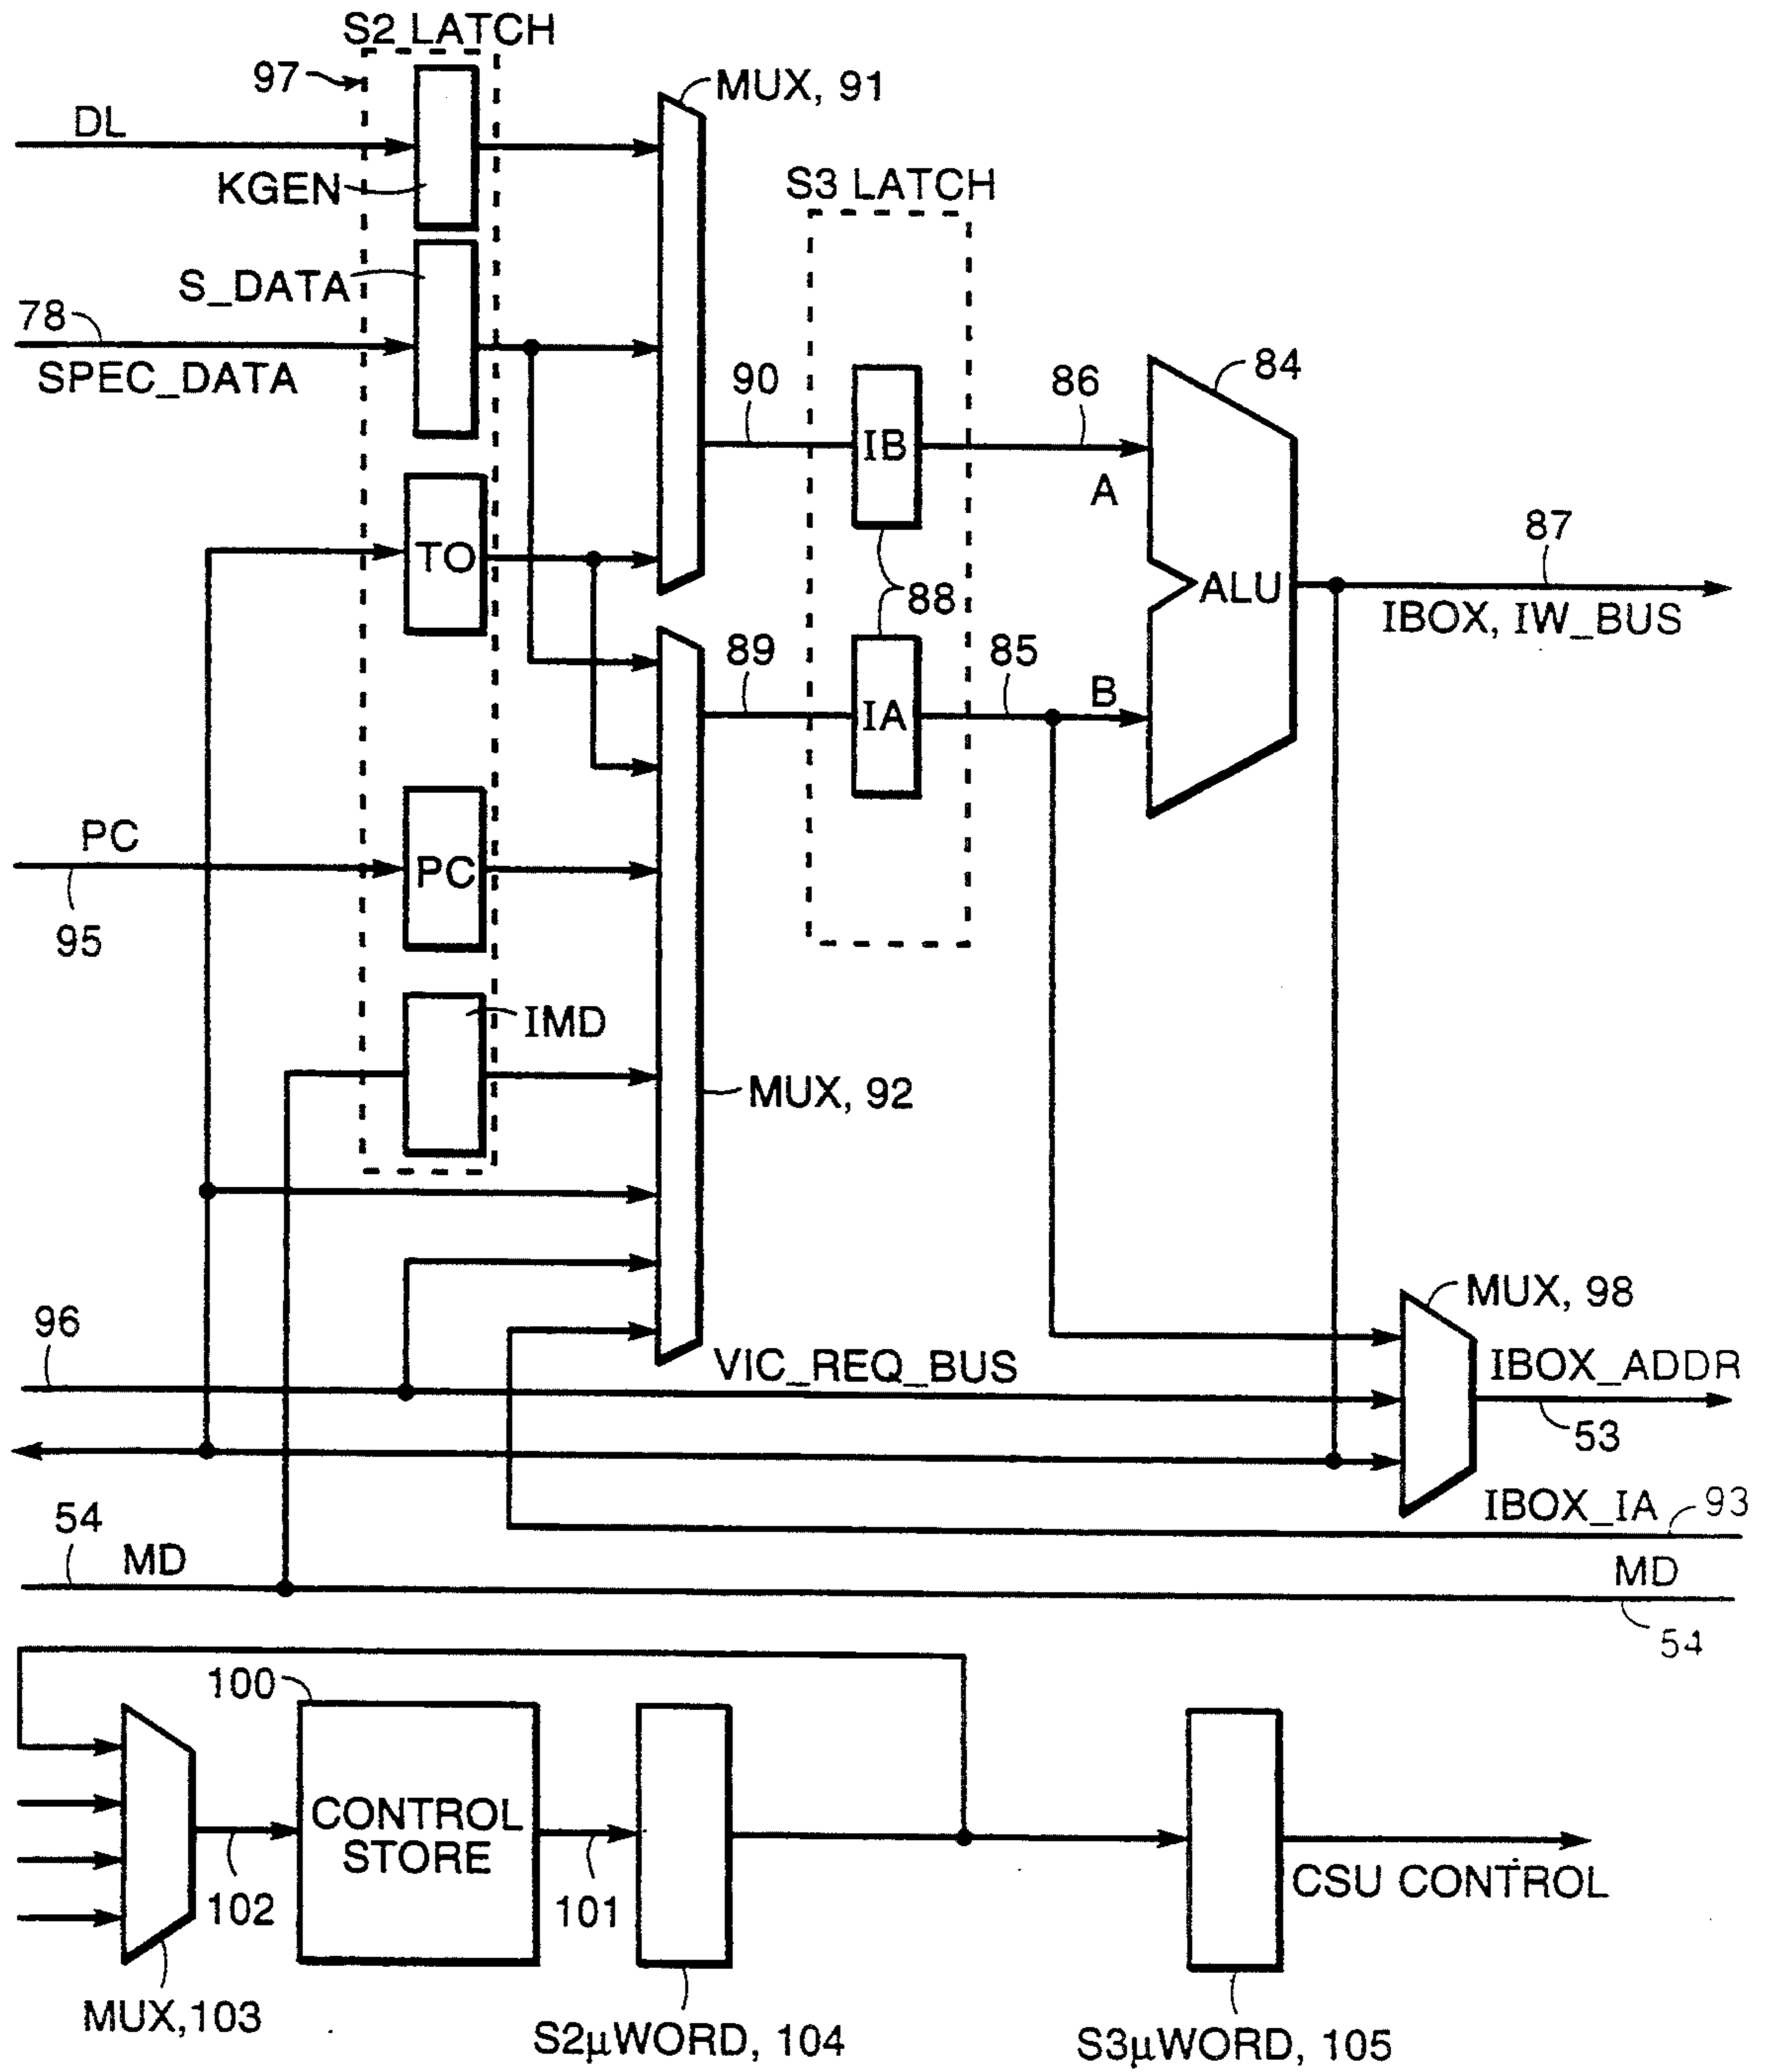 S2 LATCH
97
MUX, 91
DL
KGEN
S3 LATCH
S_DATA
78
SPEC_DATA
84
90
86
IB
A
TO
87
ALU
88
IBOX, IW_BUS
89
85
B
IA
PC
PC
95
IMD
MUX, 92
MUX, 98
96
VIC_REQ_BUS
IBOX_ADDR
53
IBOX_IA
93
54
MD
MD
54
100
CONTROL
STORE
102
101
CSU CONTROL
MUX,103
S2μWORD, 104
S3μWORD, 105